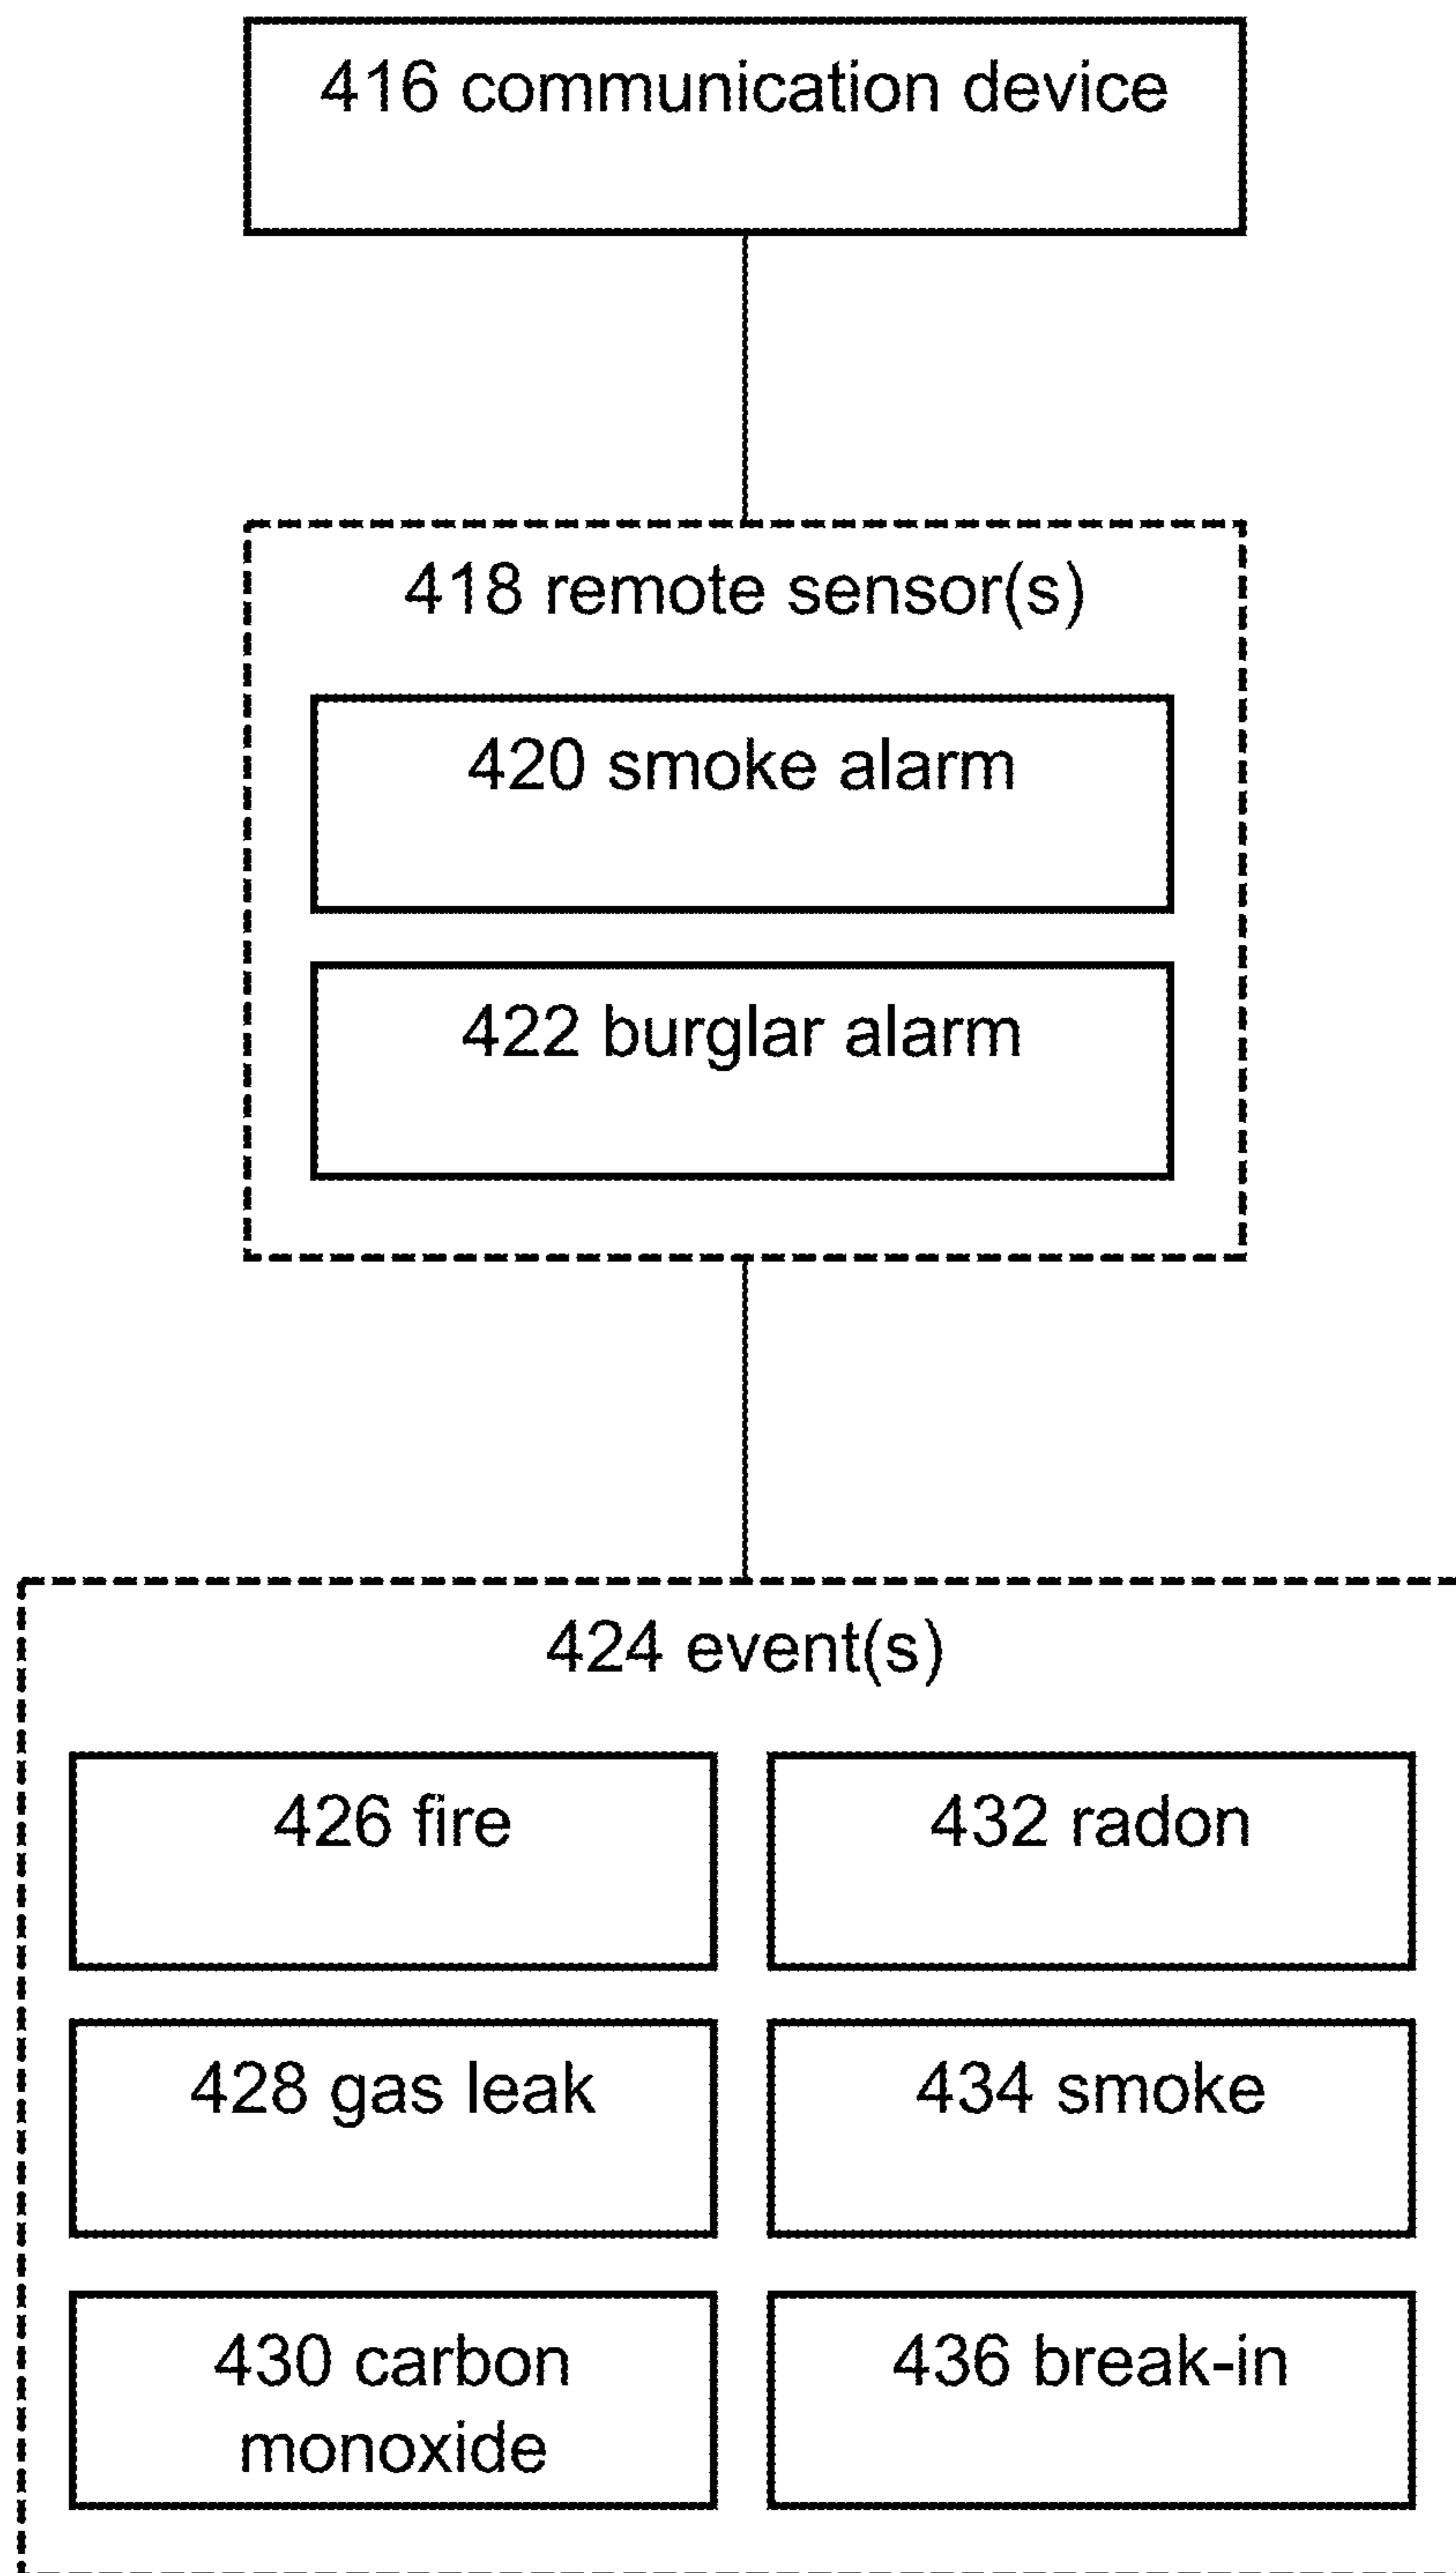 416 communication device
418 remote sensor(s)
420 smoke alarm
422 burglar alarm
424 event(s)
426 fire
432 radon
428 gas leak
434 smoke
430 carbon
monoxide
436 break-in